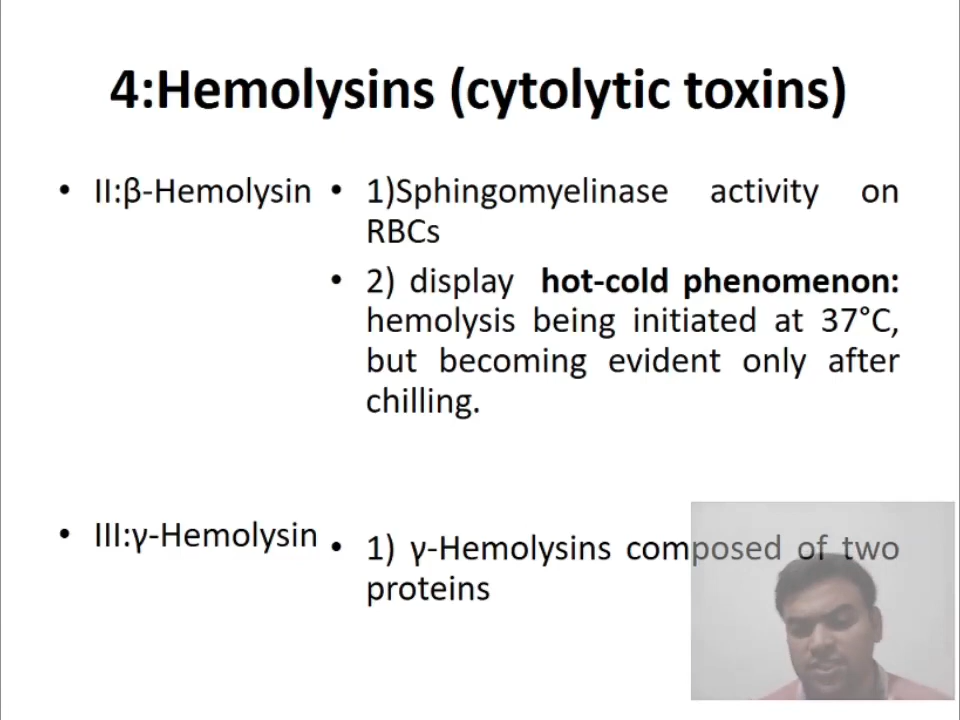 4:Hemolysins (cytolytic toxins)
• II:β-Hemolysin
• 1)Sphingomyelinase activity on
RBCs
• 2) display hot-cold phenomenon:
hemolysis being initiated at 37°C,
but becoming evident only after
chilling.
• III:γ-Hemolysin
• 1) γ-Hemolysins composed of two
proteins